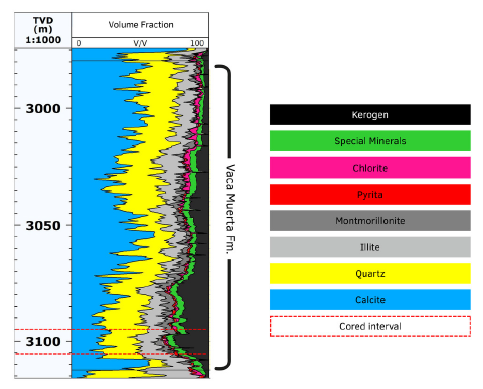 TVD
(m)
1:1000
Volume Fraction
0 V/V 100
3000
3050
3100
Vaca Muerta Fm.
Kerogen
Special Minerals
Chlorite
Pyrita
Montmorillonite
Illite
Quartz
Calcite
Cored interval